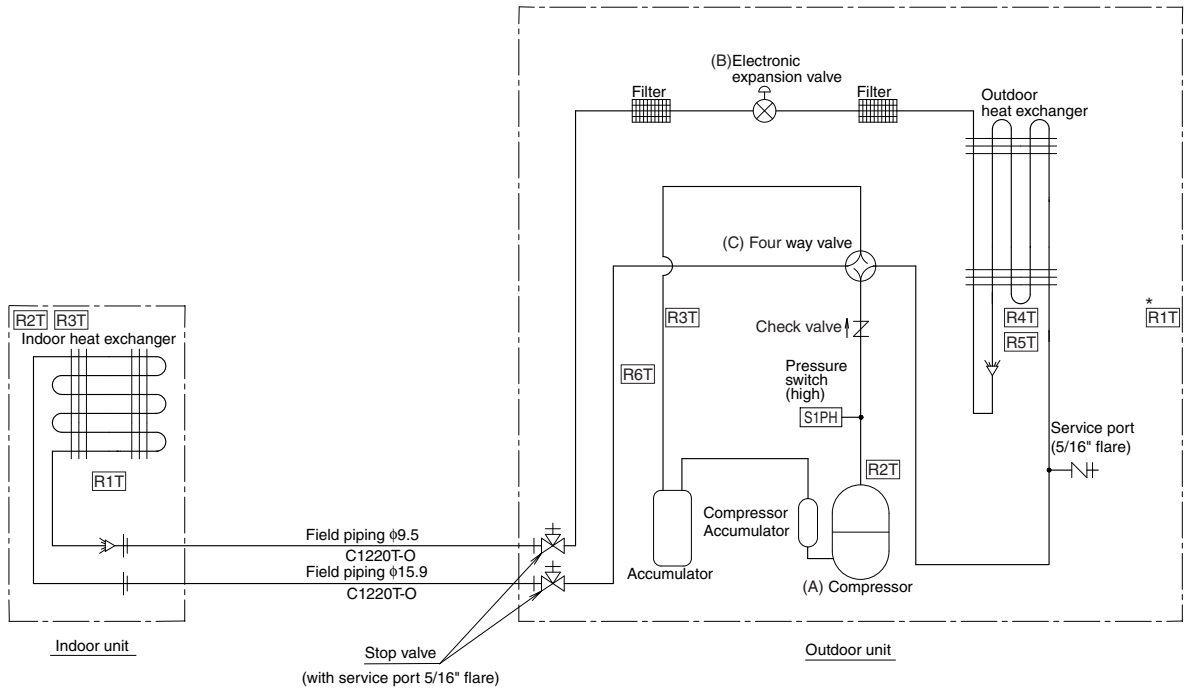 (B)Electronic
expansion valve
Filter
Filter
Outdoor
heat exchanger
(C) Four way valve
R2T R3T
Indoor heat exchanger
R3T
Check valve
R4T
R5T
*
R1T
R6T
Pressure
switch
(high)
S1PH
Service port
(5/16" flare)
R1T
R2T
Compressor
Accumulator
Field piping ϕ9.5
C1220T-O
Field piping ϕ15.9
C1220T-O
Accumulator
(A) Compressor
Indoor unit
Stop valve
(with service port 5/16" flare)
Outdoor unit